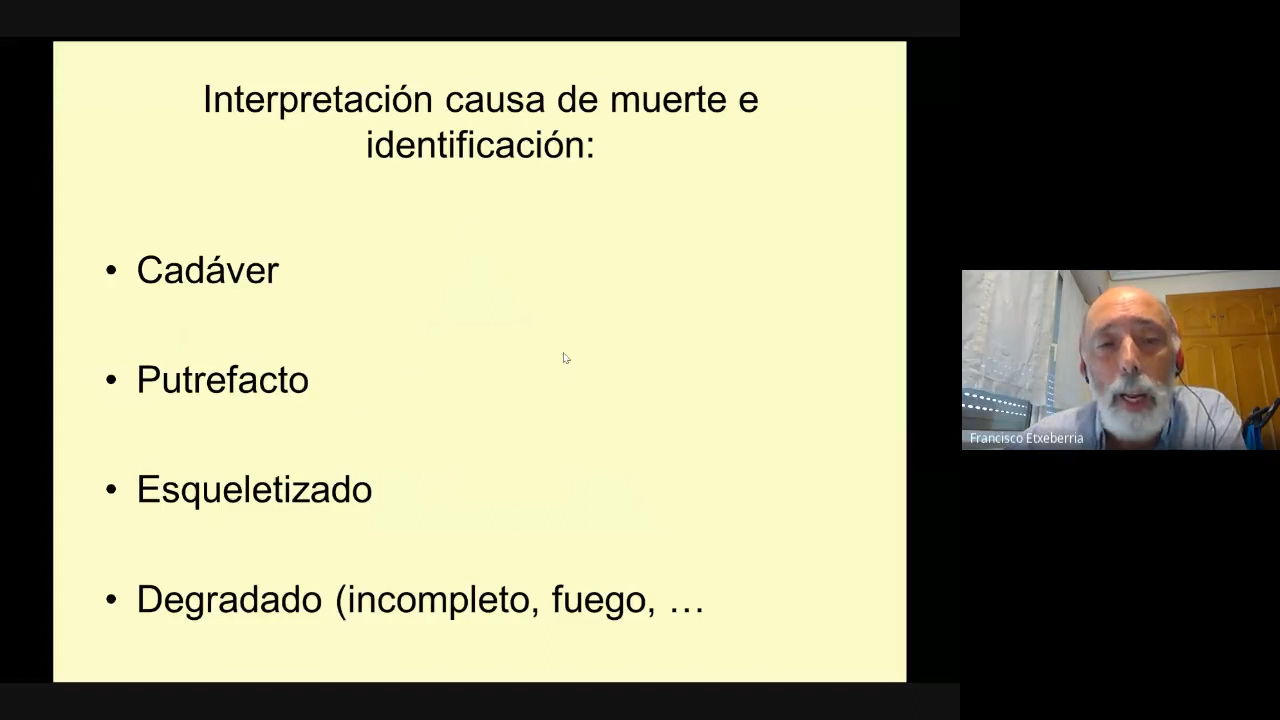 Interpretación causa de muerte e
identificación:
• Cadáver
• Putrefacto
• Esqueletizado
• Degradado (incompleto, fuego, …
Francisco Etxeberria